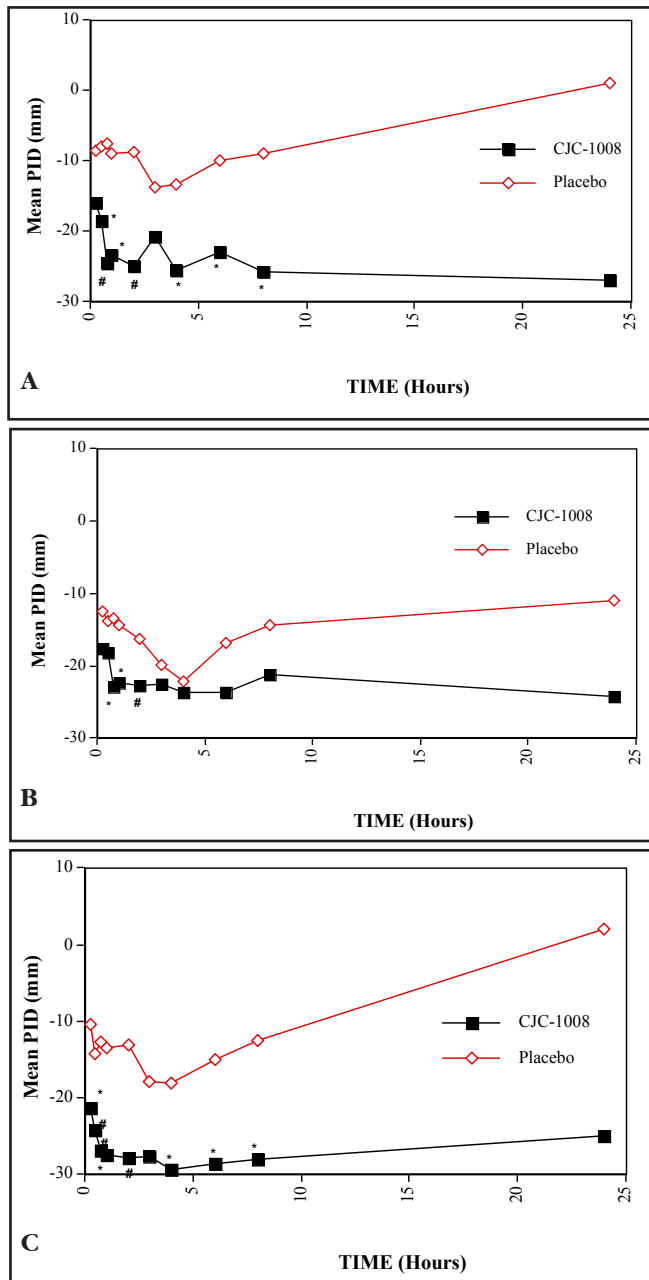 10
0
-10
-20
-30
Mean PID (mm)
CJC-1008
Placebo
* * # # * * *
0 5 10 15 20 25
A TIME (Hours)
10
0
-10
-20
-30
Mean PID (mm)
CJC-1008
Placebo
* * #
0 5 10 15 20 25
B TIME (Hours)
10
0
-10
-20
-30
Mean PID (mm)
CJC-1008
Placebo
* # # * # * * *
0 5 10 15 20 25
C TIME (Hours)